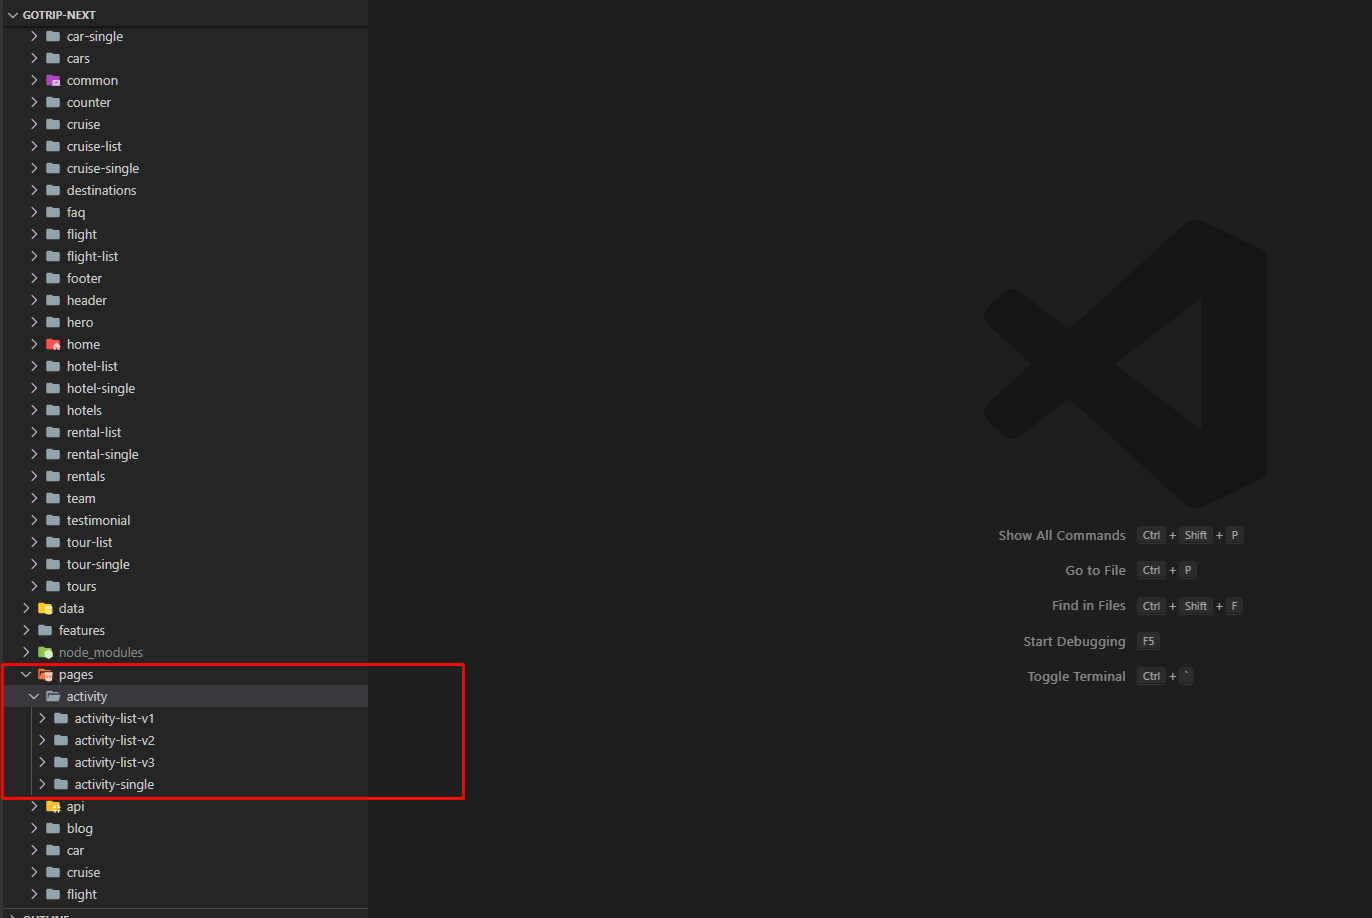 GOTRIP-NEXT
car-single
cars
common
counter
cruise
cruise-list
cruise-single
destinations
faq
flight
flight-list
footer
header
hero
home
hotel-list
hotel-single
hotels
rental-list
rental-single
rentals
team
testimonial
tour-list
tour-single
tours
data
features
node_modules
pages
activity
activity-list-v1
activity-list-v2
activity-list-v3
activity-single
api
blog
car
cruise
flight
OUTLINE
Show All Commands Ctrl + Shift + P
Go to File Ctrl + P
Find in Files Ctrl + Shift + F
Start Debugging F5
Toggle Terminal Ctrl + `